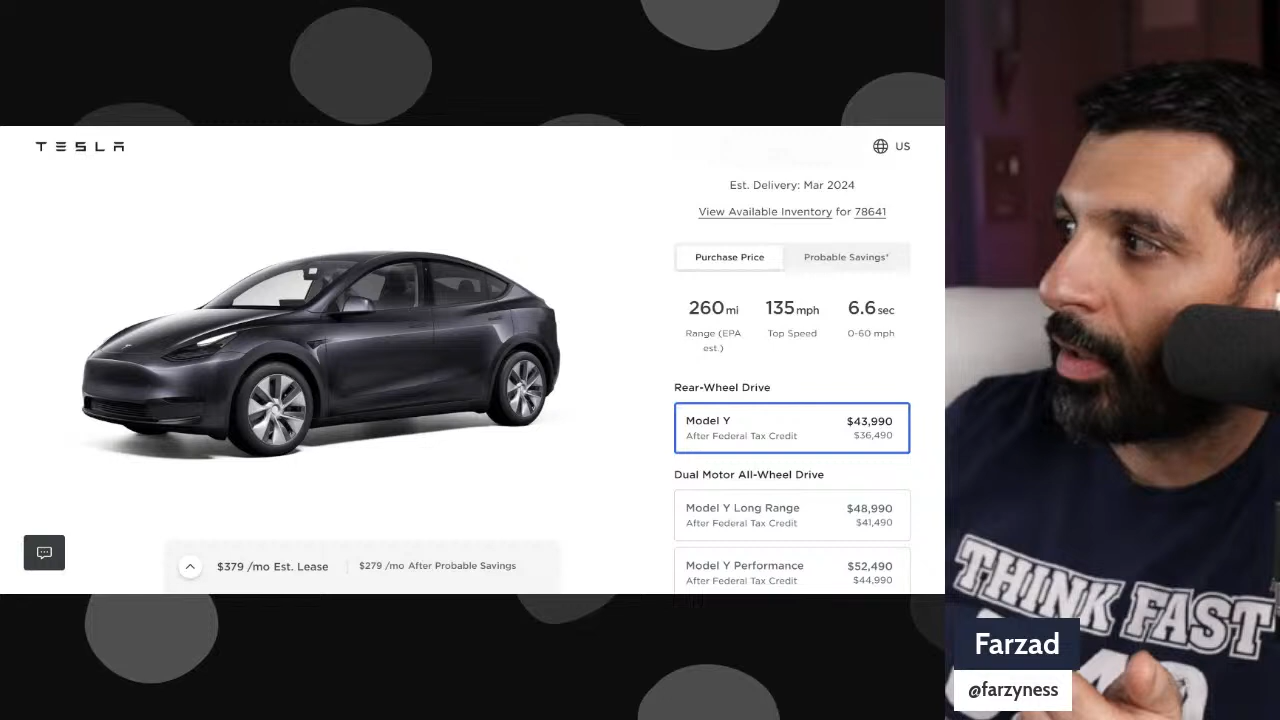 TESLA
US
Est. Delivery: Mar 2024
View Available Inventory for 78641
Purchase Price
Probable Savings*
260mi
135mph
6.6sec
Range (EPA est.)
Top Speed
0-60 mph
Rear-Wheel Drive
Model Y $43,990
After Federal Tax Credit $36,490
Dual Motor All-Wheel Drive
Model Y Long Range $48,990
After Federal Tax Credit $41,490
Model Y Performance $52,490
After Federal Tax Credit $44,990
$379 /mo Est. Lease
$279 /mo After Probable Savings
THINK FAST
Farzad
@farzyness